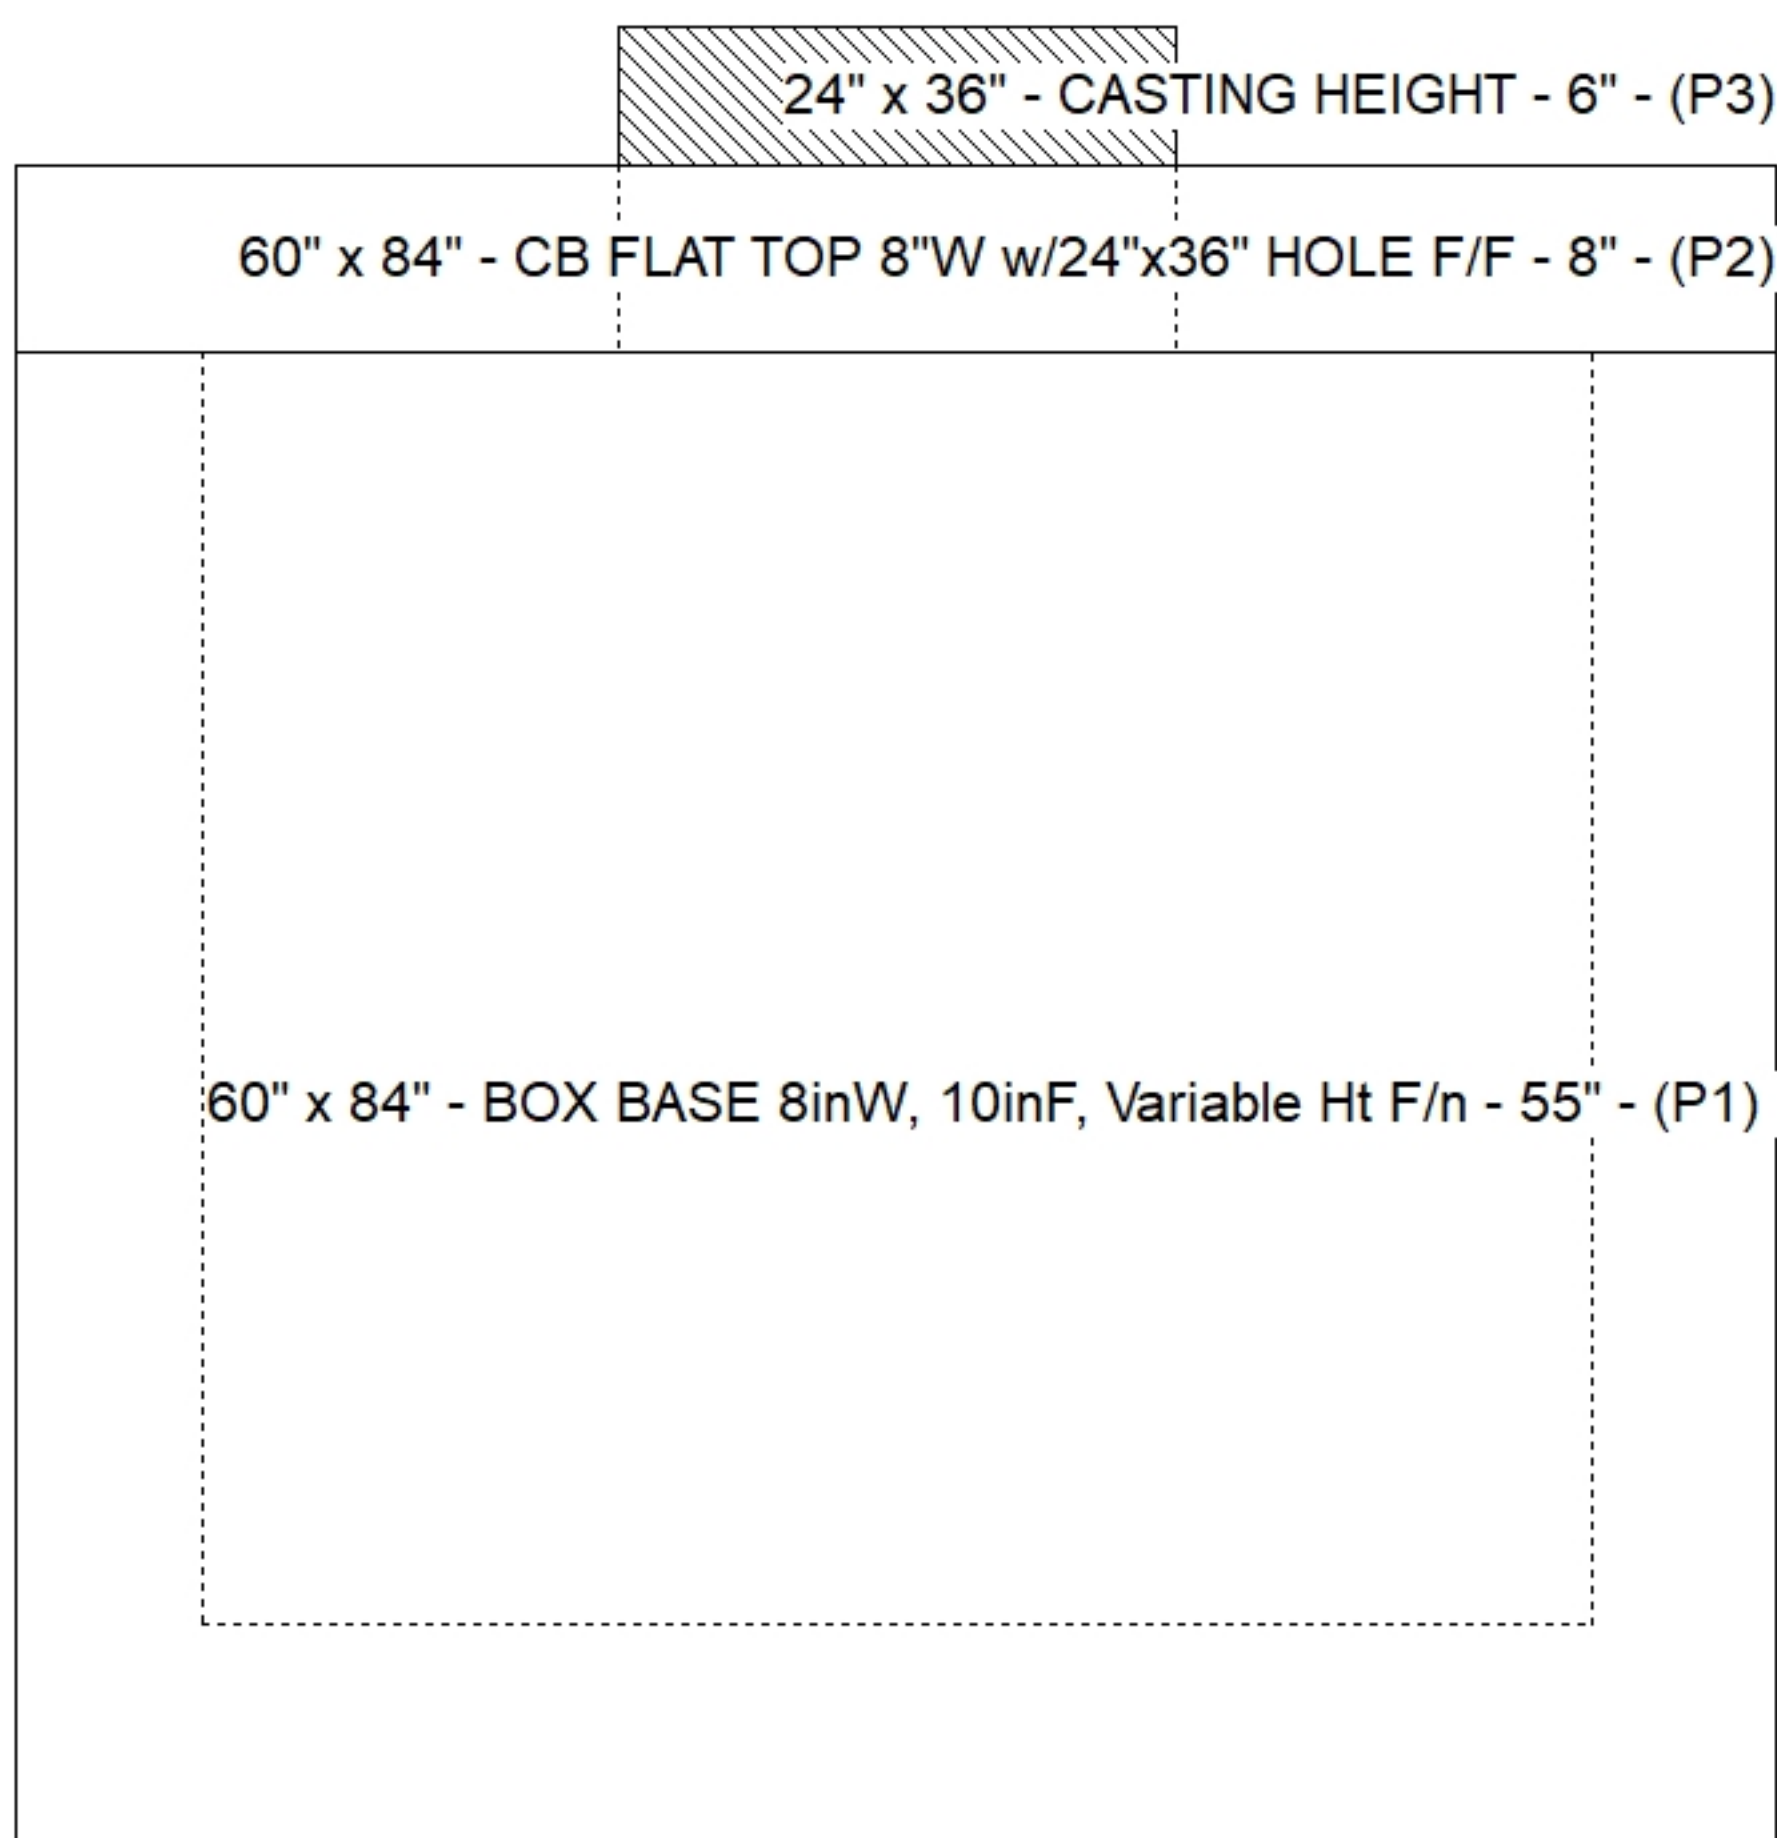 24" x 36" - CASTING HEIGHT - 6" - (P3)
60" x 84" - CB FLAT TOP 8"W w/24"x36" HOLE F/F - 8" - (P2)
60" x 84" - BOX BASE 8inW, 10inF, Variable Ht F/n - 55" - (P1)